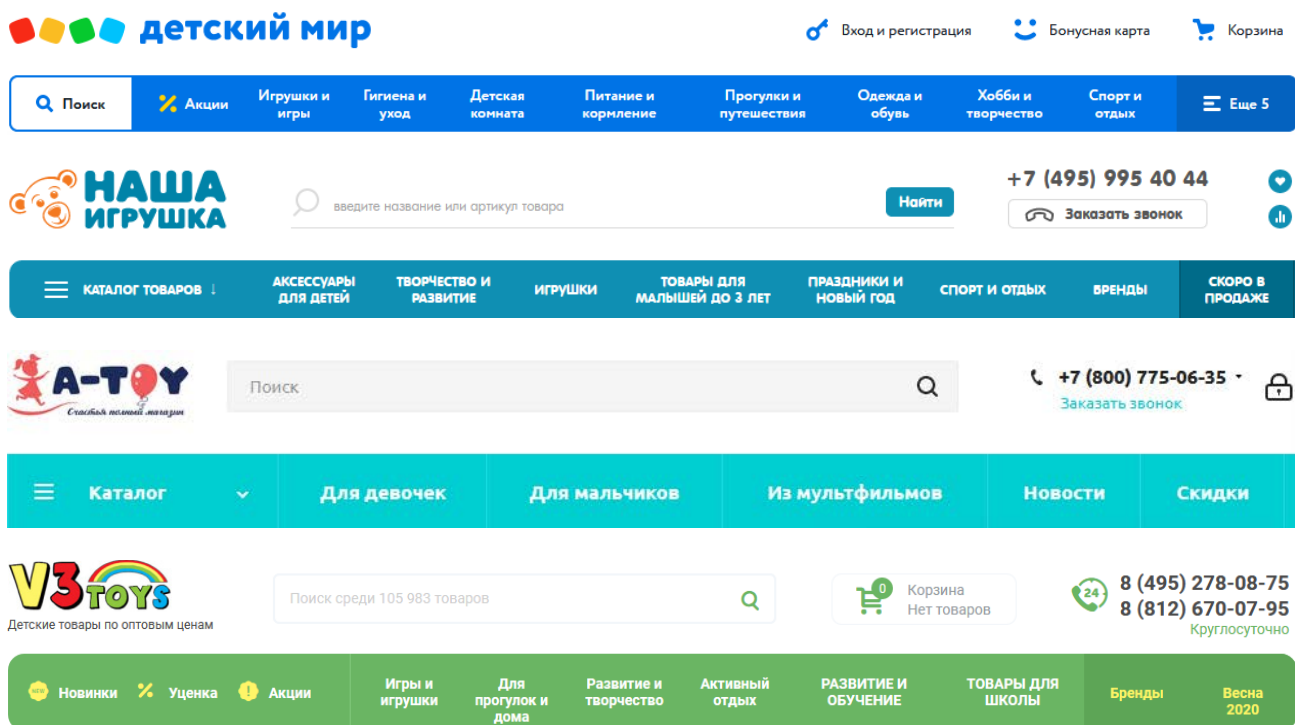 детский мир
Вход и регистрация
Бонусная карта
Корзина
Поиск
Акции
Игрушки и
игры
Гигиена и
уход
Детская
комната
Питание и
кормление
Прогулки и
путешествия
Одежда и
обувь
Хобби и
творчество
Спорт и
отдых
Еще 5
НАША
ИГРУШКА
введите название или артикул товара
Найти
+7 (495) 995 40 44
Заказать звонок
КАТАЛОГ ТОВАРОВ ↓
АКСЕССУАРЫ
ДЛЯ ДЕТЕЙ
ТВОРЧЕСТВО И
РАЗВИТИЕ
ИГРУШКИ
ТОВАРЫ ДЛЯ
МАЛЫШЕЙ ДО 3 ЛЕТ
ПРАЗДНИКИ И
НОВЫЙ ГОД
СПОРТ И ОТДЫХ
БРЕНДЫ
СКОРО В
ПРОДАЖЕ
A-TOY
Счастья полный магазин
Поиск
+7 (800) 775-06-35
Заказать звонок
Каталог
Для девочек
Для мальчиков
Из мультфильмов
Новости
Скидки
V3TOYS
Детские товары по оптовым ценам
Поиск среди 105 983 товаров
0
Корзина
Нет товаров
24
8 (495) 278-08-75
8 (812) 670-07-95
Круглосуточно
NEW
Новинки
Уценка
Акции
Игры и
игрушки
Для
прогулок и
дома
Развитие и
творчество
Активный
отдых
РАЗВИТИЕ И
ОБУЧЕНИЕ
ТОВАРЫ ДЛЯ
ШКОЛЫ
Бренды
Весна
2020